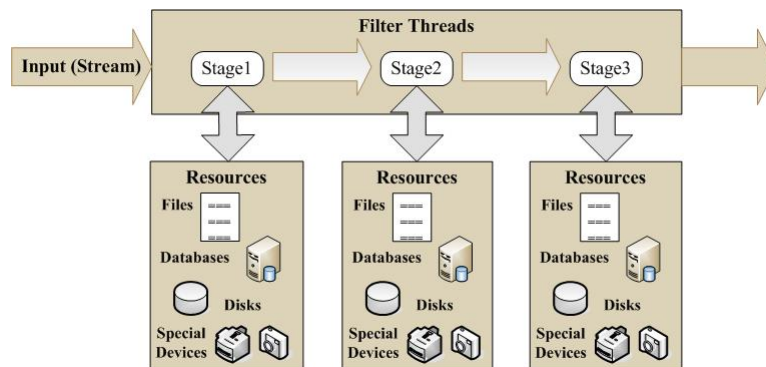 Filter Threads
Input (Stream)
Stage1
Stage2
Stage3
Resources
Files
Databases
Disks
Special
Devices
Resources
Files
Databases
Disks
Special
Devices
Resources
Files
Databases
Disks
Special
Devices